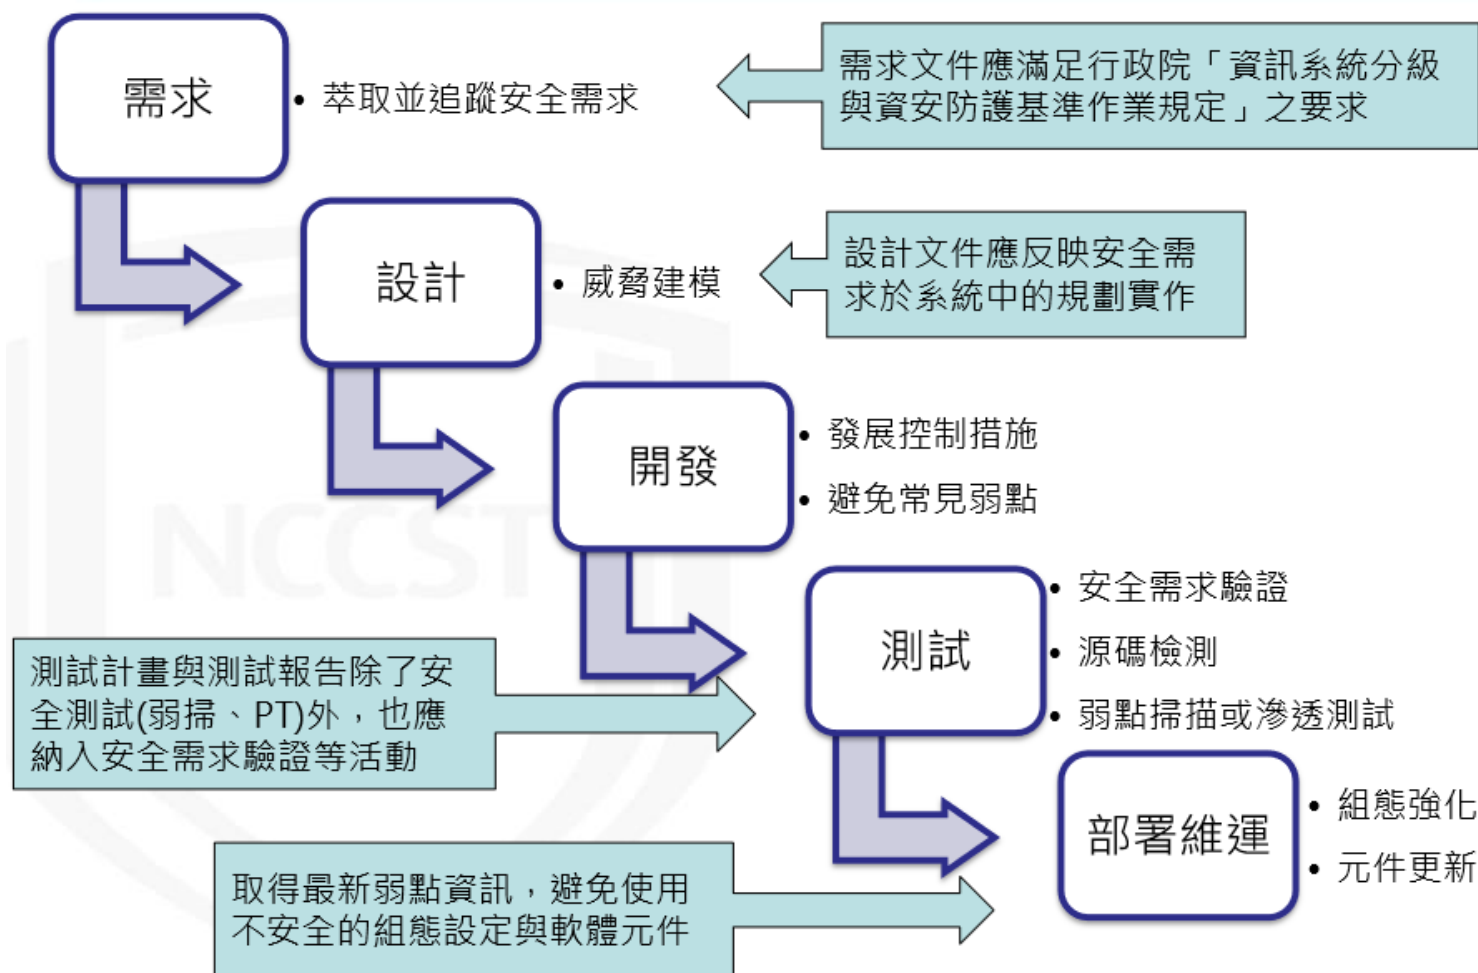 需求
• 萃取並追蹤安全需求
需求文件應滿足行政院「資訊系統分級
與資安防護基準作業規定」之要求
設計
• 威脅建模
設計文件應反映安全需
求於系統中的規劃實作
開發
• 發展控制措施
• 避免常見弱點
NCCST
測試
• 安全需求驗證
• 源碼檢測
• 弱點掃描或滲透測試
測試計畫與測試報告除了安
全測試(弱掃、PT)外，也應
納入安全需求驗證等活動
部署維運
• 組態強化
• 元件更新
取得最新弱點資訊，避免使用
不安全的組態設定與軟體元件